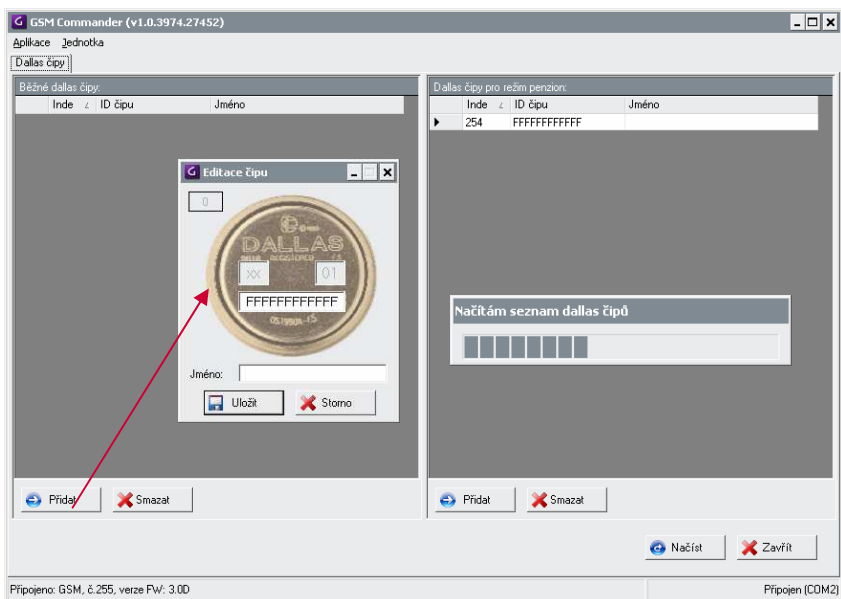 GSM Commander (v1.0.3974.27452)
Aplikace Jednotka
Dallas čipy
Běžné dallas čipy:
Inde ID čipu Jméno
Editace čipu
0
DALLAS
xx 01
FFFFFFFFFFFF
Jméno:
Uložit Storno
Přidat Smazat
Dallas čipy pro režim penzion:
Inde ID čipu Jméno
254 FFFFFFFFFFFF
Načítám seznam dallas čipů
Přidat Smazat
Načíst Zavřít
Připojeno: GSM, č.255, verze FW: 3.0D Připojen (COM2)